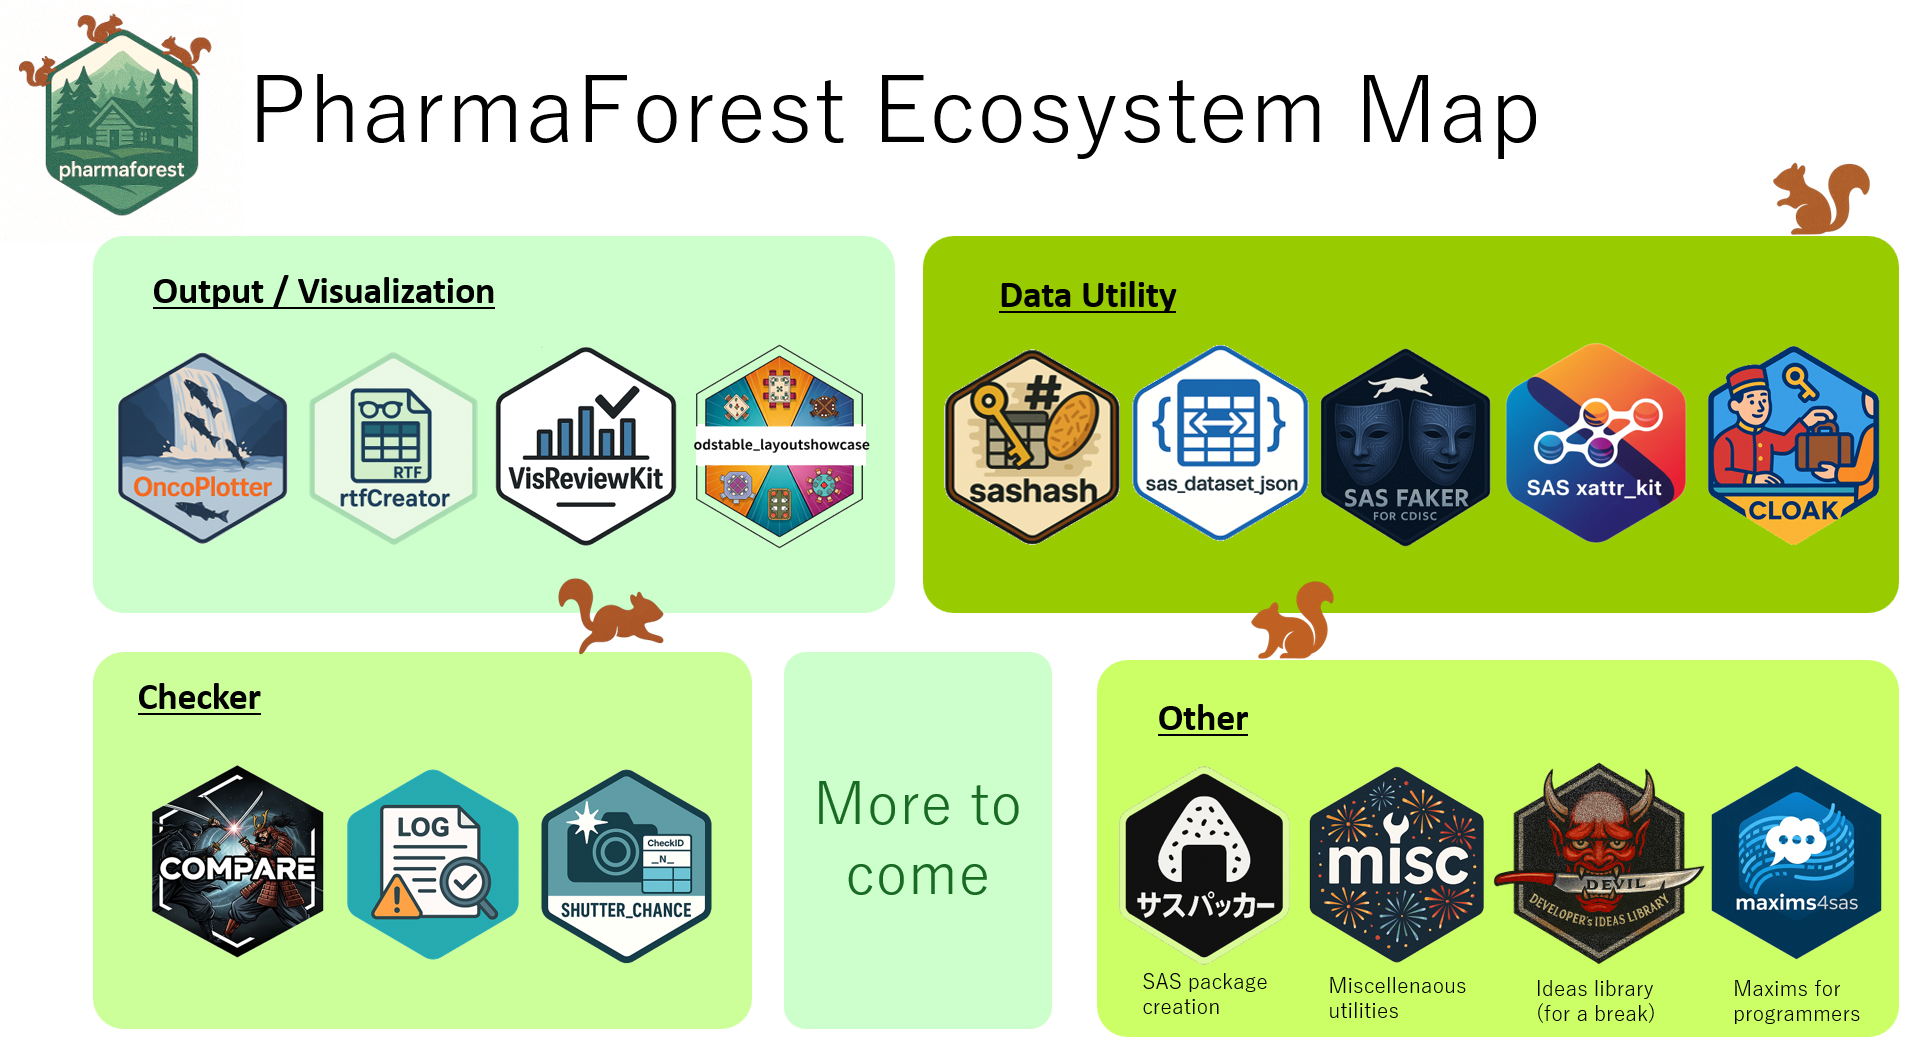 pharmaforest
PharmaForest Ecosystem Map
Output / Visualization
OncoPlotter
RTF
rtfCreator
VisReviewKit
odstable_layoutshowcase
Data Utility
#
sashash
{ }
sas_dataset_json
SAS FAKER
FOR CDISC
SAS xattr_kit
CLOAK
Checker
COMPARE
LOG
CheckID
_N_
SHUTTER_CHANCE
More to
come
Other
サスパッカー
SAS package
creation
misc
Miscellenaous
utilities
DEVIL
DEVELOPER's IDEAS LIBRARY
Ideas library
(for a break)
maxims4sas
Maxims for
programmers